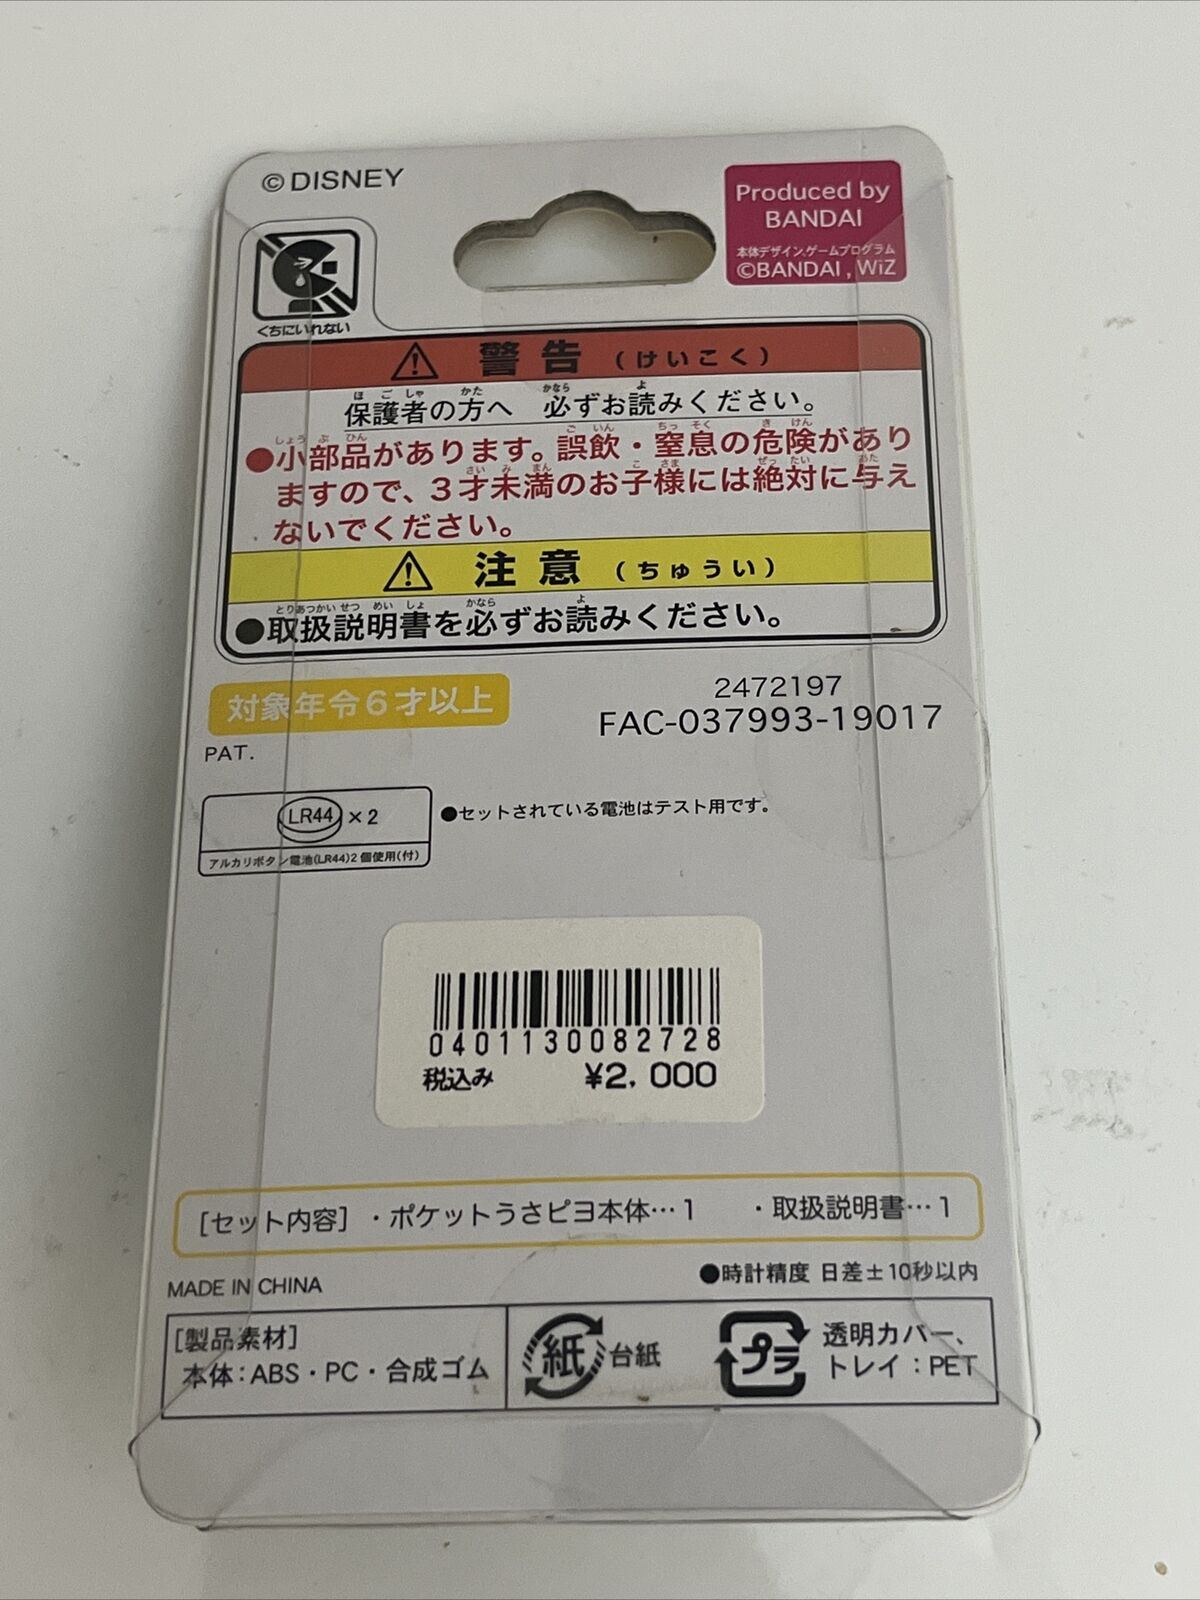 ©DISNEY
Produced by
BANDAI
本体デザイン、ゲームプログラム
©BANDAI, WiZ
くちにいれない
警告 (けいこく)
保護者の方へ 必ずお読みください。
●小部品があります。誤飲・窒息の危険があり
ますので、3才未満のお子様には絶対に与え
ないでください。
注意 (ちゅうい)
●取扱説明書を必ずお読みください。
対象年令6才以上
2472197
FAC-037993-19017
PAT.
LR44 ×2
アルカリボタン電池(LR44)2個使用(付)
●セットされている電池はテスト用です。
0401130082728
税込み ¥2,000
[セット内容] ・ポケットうさピヨ本体…1 ・取扱説明書…1
MADE IN CHINA
●時計精度 日差±10秒以内
[製品素材]
本体:ABS・PC・合成ゴム
紙 台紙
プラ 透明カバー、
トレイ:PET